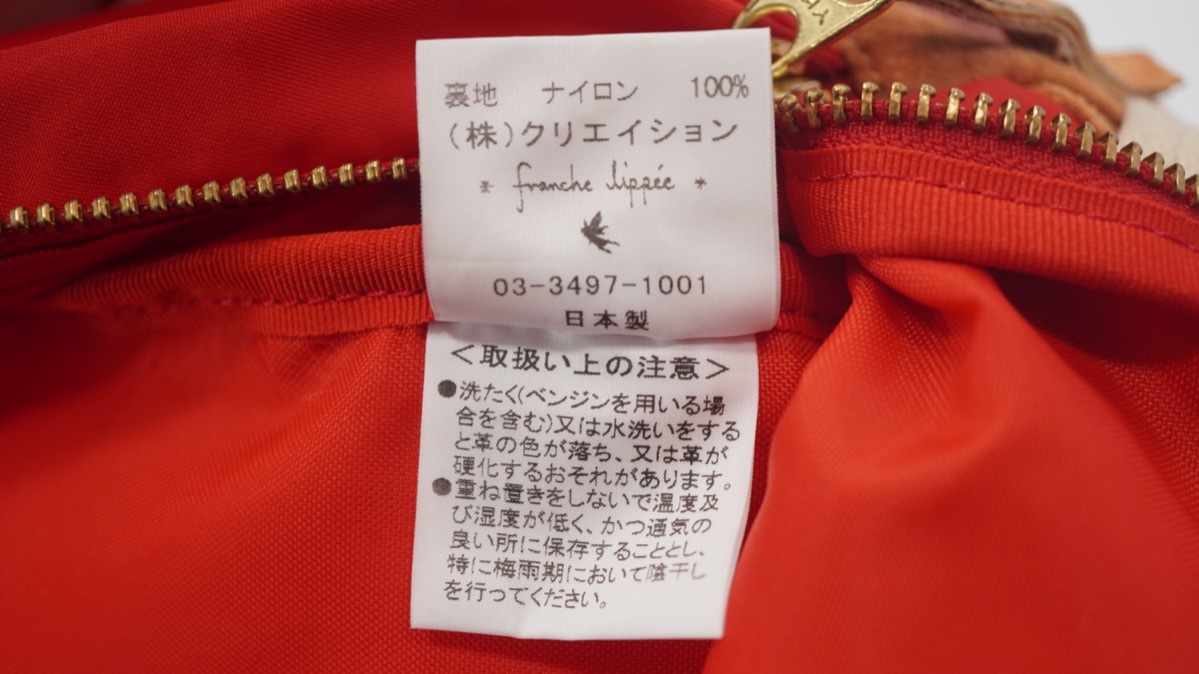 裏地 ナイロン 100%
(株)クリエイション
* franche lippée *
03-3497-1001
日本製
<取扱い上の注意>
●洗たく(ベンジンを用いる場
合を含む)又は水洗いをする
と革の色が落ち、又は革が
硬化するおそれがあります。
●重ね置きをしないで温度及
び湿度が低く、かつ通気の
良い所に保存することとし、
特に梅雨期において陰干し
を行ってください。